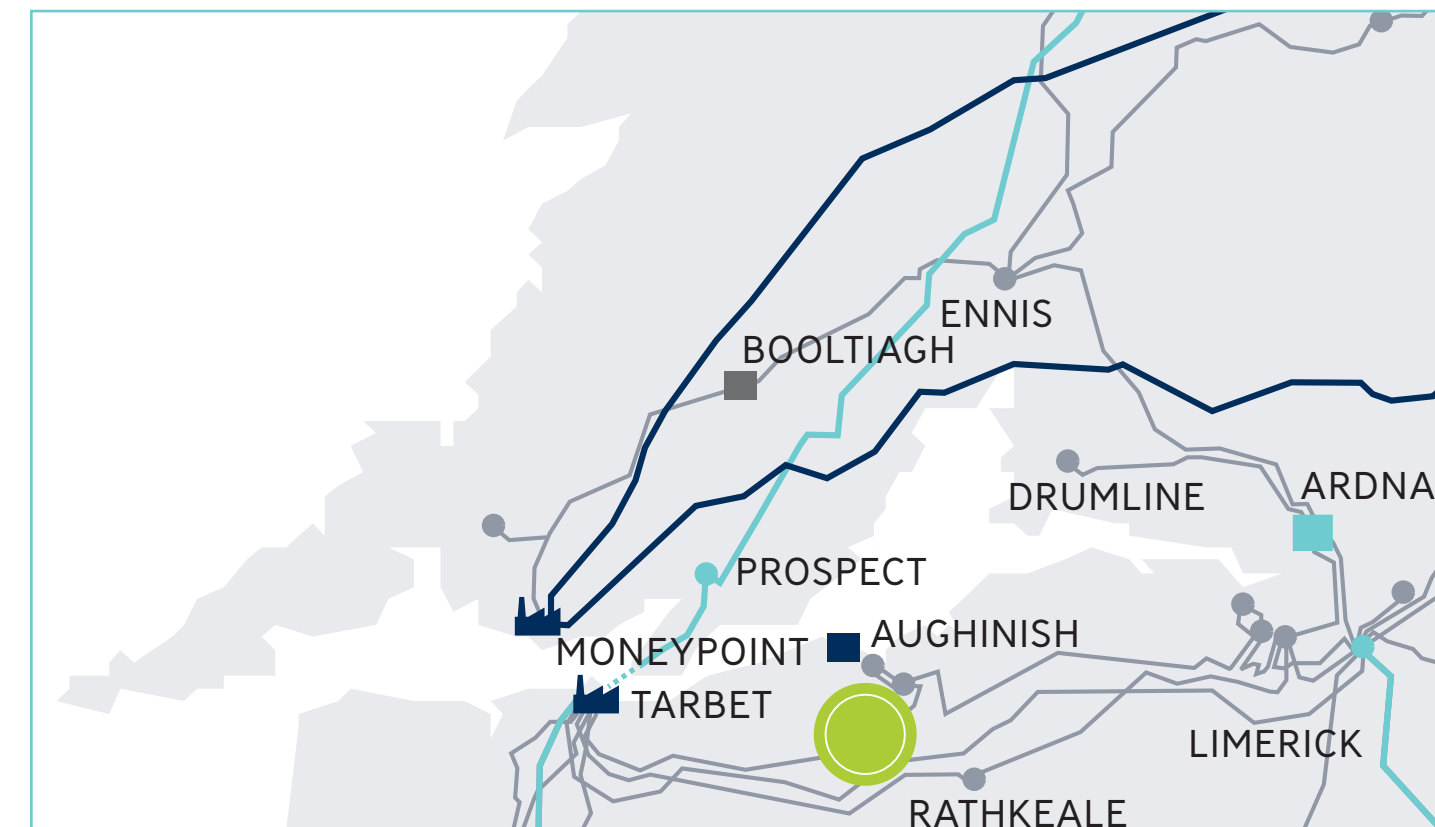 ENNIS
BOOLTIAGH
DRUMLINE
ARDNA
PROSPECT
AUGHINISH
MONEYPOINT
TARBET
LIMERICK
RATHKEALE